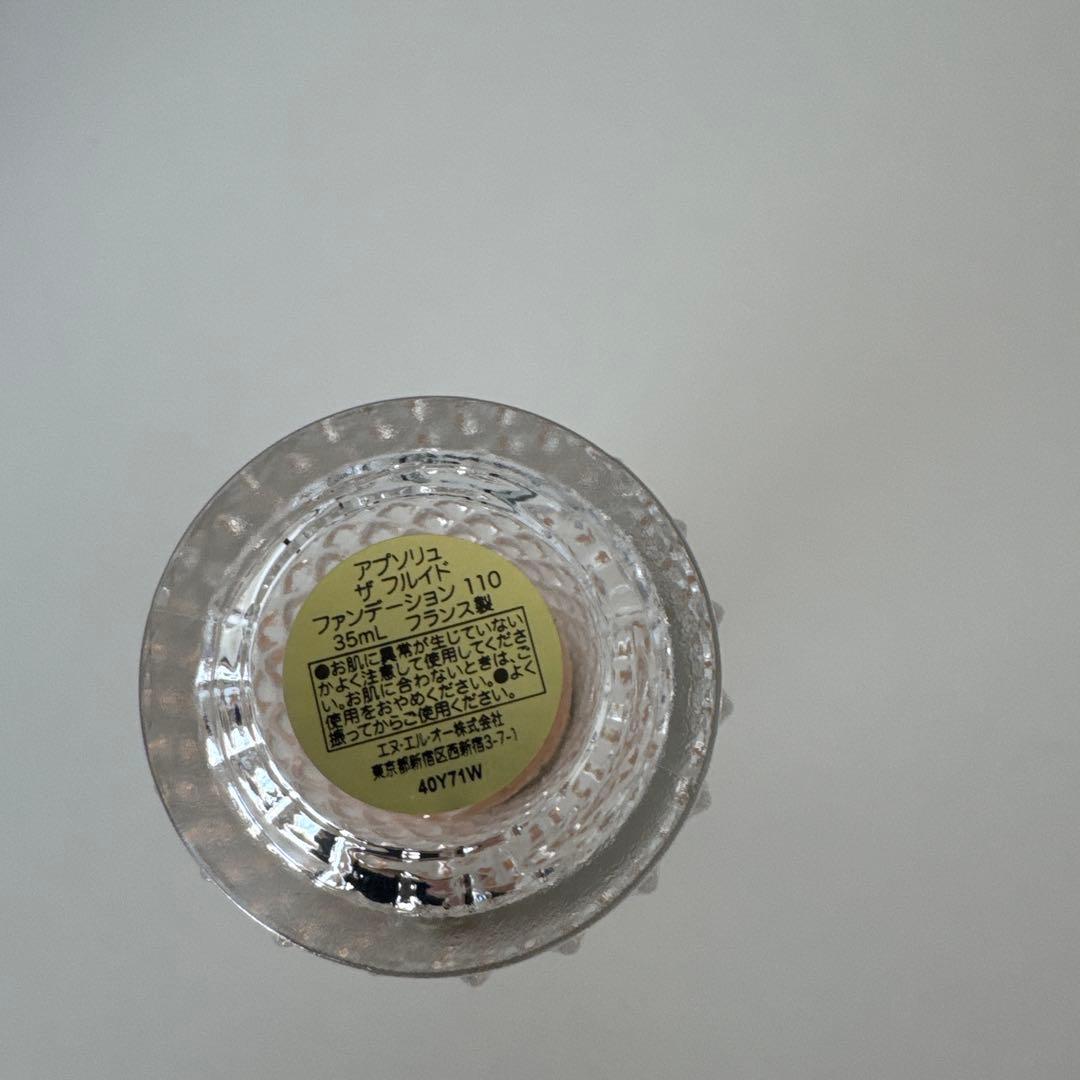 アプソリュ
ザ フルイド
ファンデーション 110
35mL フランス製
●お肌に異常が生じていない
かよく注意して使用してくださ
い。お肌に合わないときは、ご
使用をおやめください。●よく
振ってからご使用ください。
エヌ・エル・オー株式会社
東京都新宿区西新宿3-7-1
40Y71W